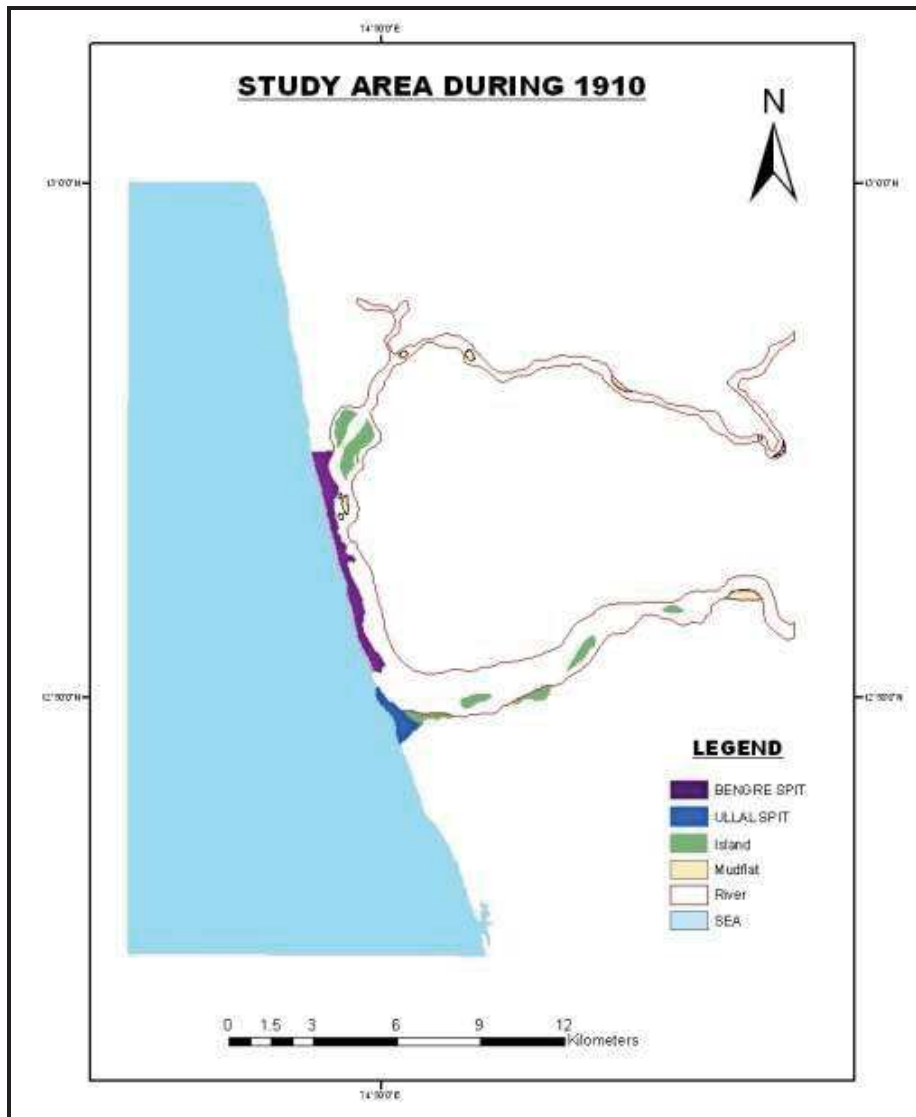 STUDY AREA DURING 1910
N
LEGEND
BENGRE SPIT
ULLAL SPIT
Island
Mudflat
River
SEA
0 1.5 3 6 9 12
Kilometers